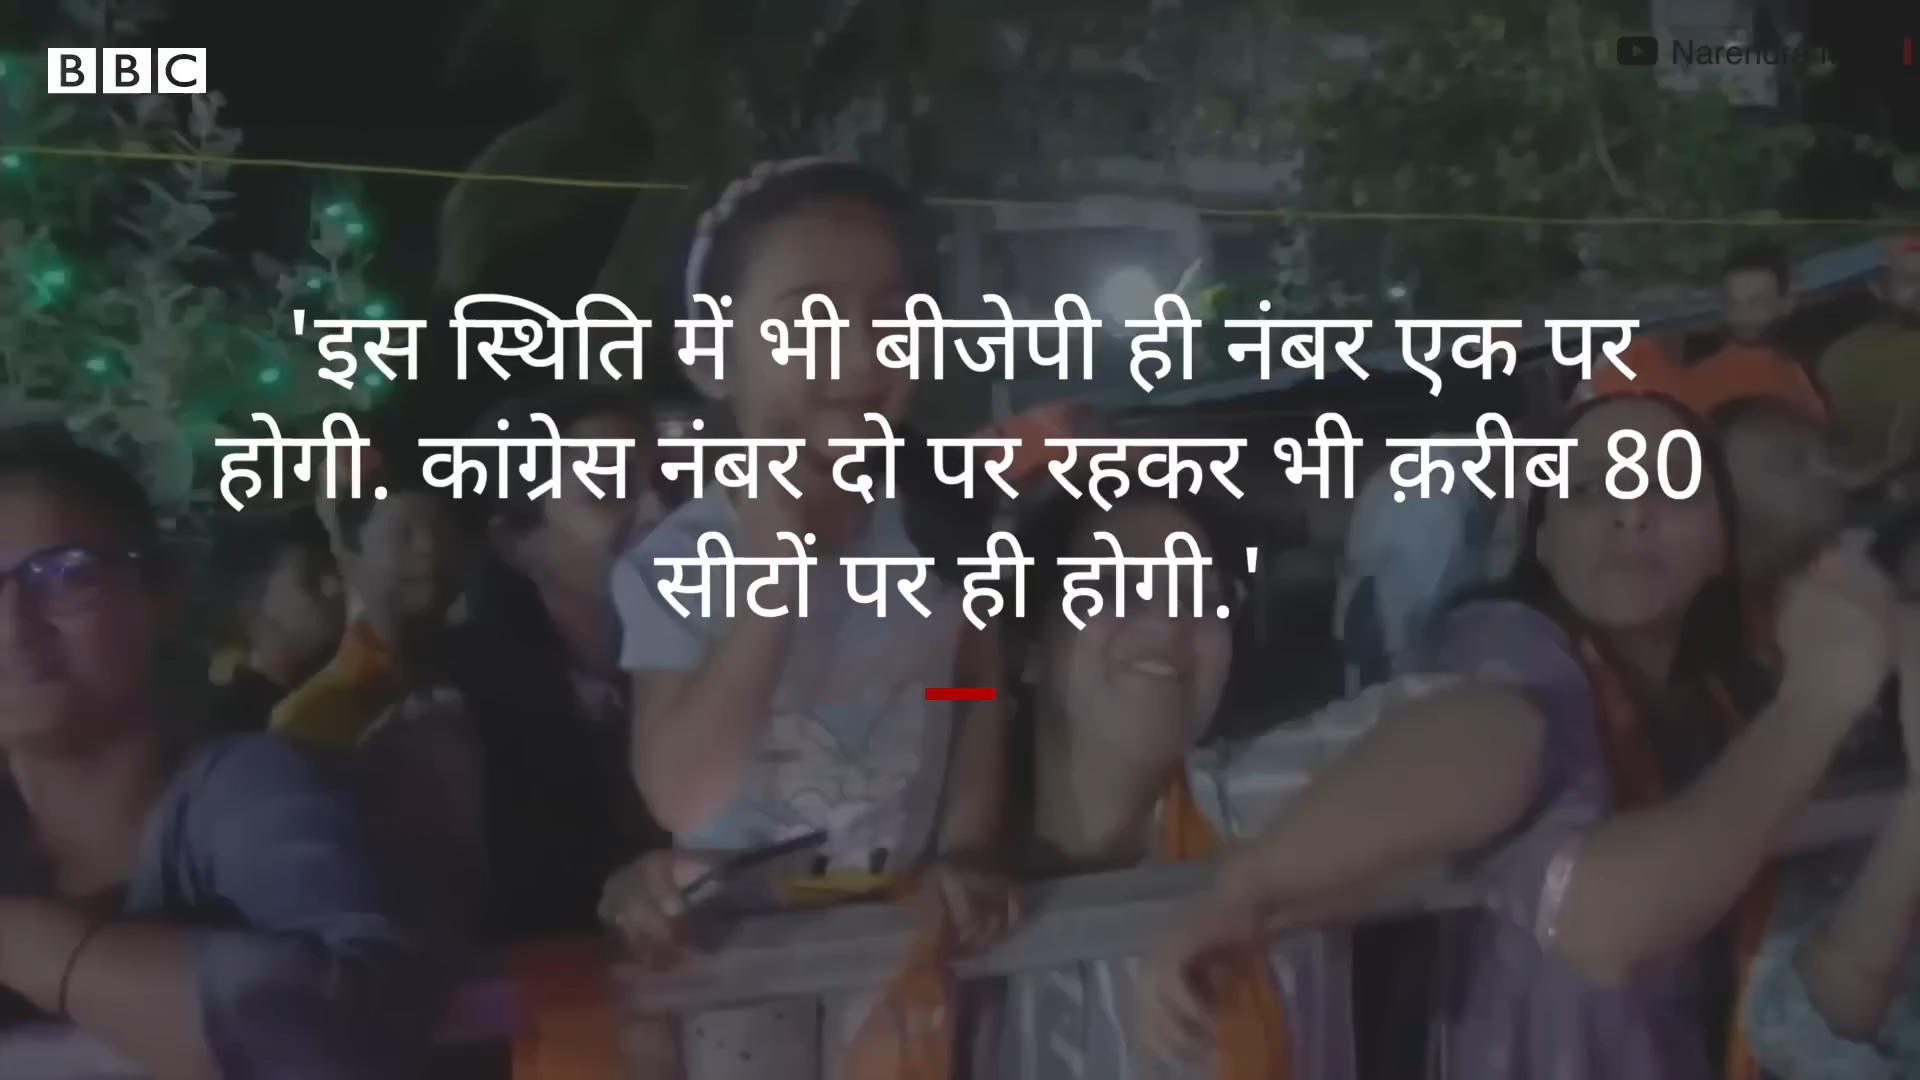 BBC
'इस स्थिति में भी बीजेपी ही नंबर एक पर
होगी. कांग्रेस नंबर दो पर रहकर भी क़रीब 80
सीटों पर ही होगी.'